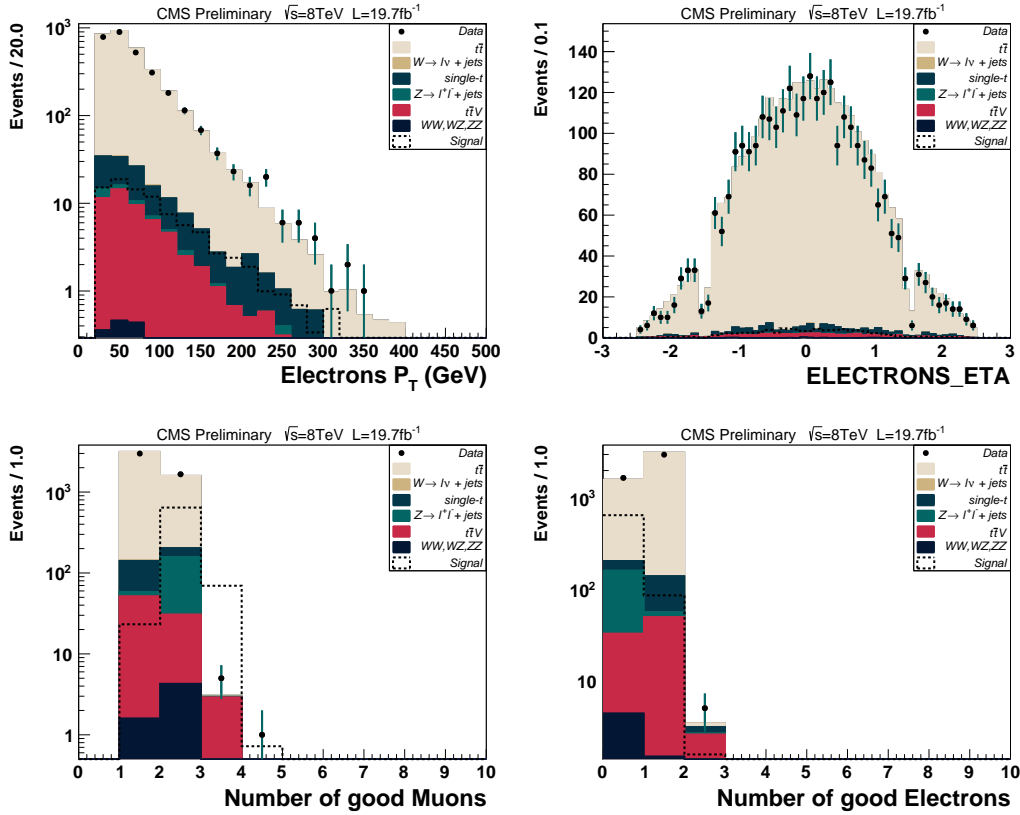 CMS Preliminary √s=8TeV L=19.7fb⁻¹
Events / 20.0
10³
10²
10
1
Data
tt̄
W→ lν + jets
single-t
Z→ l⁺l⁻ + jets
tt̄V
WW,WZ,ZZ
Signal
0 50 100 150 200 250 300 350 400 450 500
Electrons P_T (GeV)
CMS Preliminary √s=8TeV L=19.7fb⁻¹
Events / 0.1
140
120
100
80
60
40
20
0
Data
tt̄
W→ lν + jets
single-t
Z→ l⁺l⁻ + jets
tt̄V
WW,WZ,ZZ
Signal
-3 -2 -1 0 1 2 3
ELECTRONS_ETA
CMS Preliminary √s=8TeV L=19.7fb⁻¹
Events / 1.0
10³
10²
10
1
Data
tt̄
W→ lν + jets
single-t
Z→ l⁺l⁻ + jets
tt̄V
WW,WZ,ZZ
Signal
0 1 2 3 4 5 6 7 8 9 10
Number of good Muons
CMS Preliminary √s=8TeV L=19.7fb⁻¹
Events / 1.0
10³
10²
10
Data
tt̄
W→ lν + jets
single-t
Z→ l⁺l⁻ + jets
tt̄V
WW,WZ,ZZ
Signal
0 1 2 3 4 5 6 7 8 9 10
Number of good Electrons